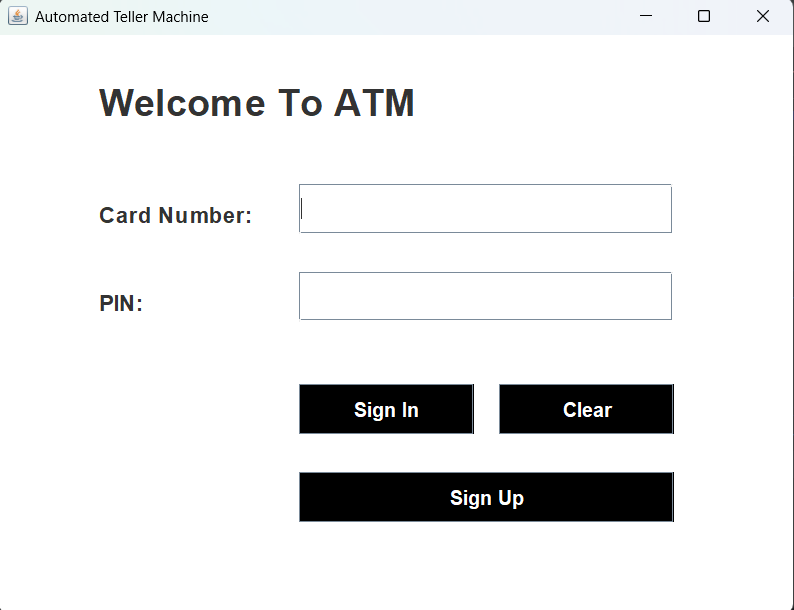 Automated Teller Machine
Welcome To ATM
Card Number:
PIN:
Sign In Clear
Sign Up